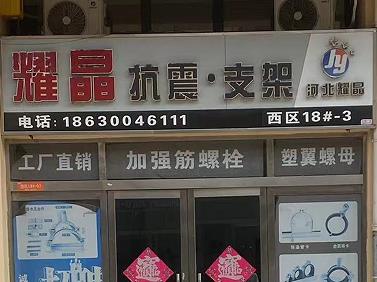 耀晶 抗震·支架 JY 河北耀晶
电话: 18630046111 西区18#-3
工厂直销 加强筋螺栓 塑翼螺母